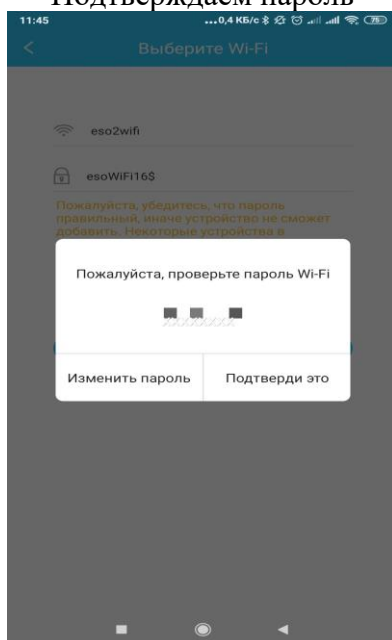 Подтверждаем пароль
11:45
...0,4 КБ/с
75
Выберите Wi-Fi
eso2wifi
esoWiFi16$
Пожалуйста, убедитесь, что пароль
правильный, иначе устройство не сможет
добавить. Некоторые устройства в
Пожалуйста, проверьте пароль Wi-Fi
Изменить пароль
Подтверди это